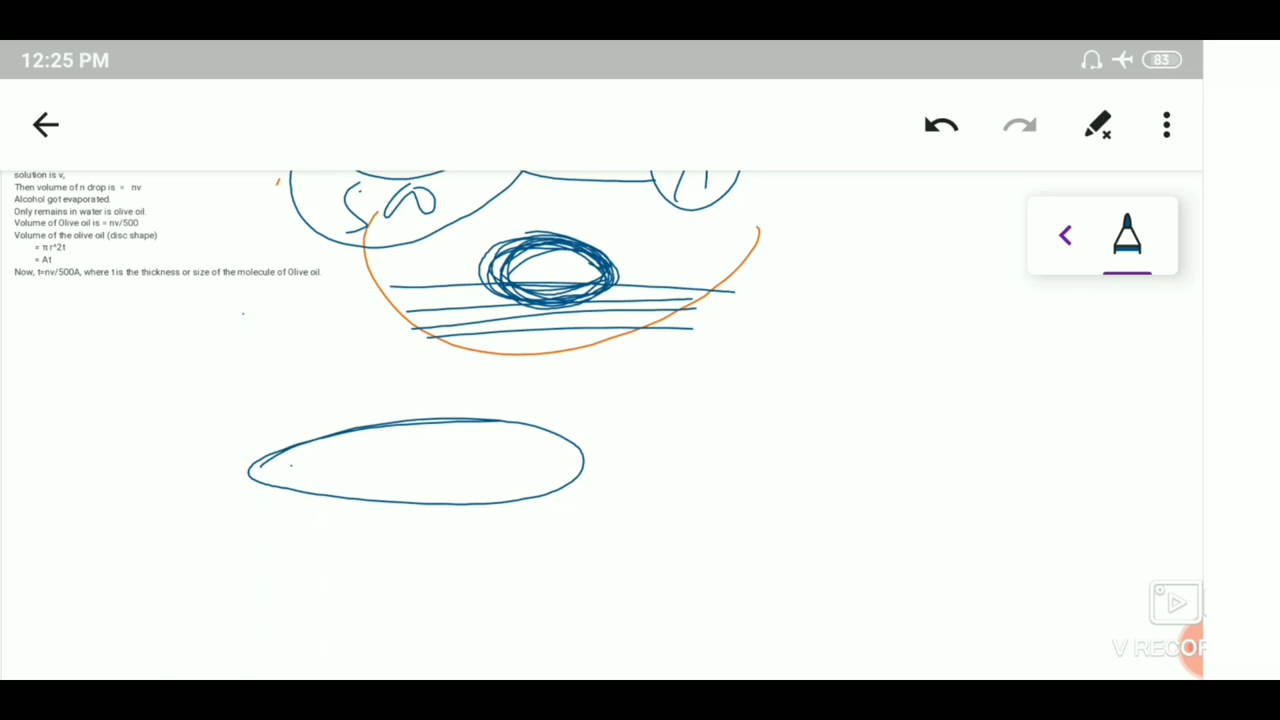 12:25 PM
83
solution is v,
Then volume of n drop is = nv
Alcohol got evaporated.
Only remains in water is olive oil.
Volume of Olive oil is = nv/500
Volume of the olive oil (disc shape)
= π r^2t
= At
Now, t=nv/500A, where t is the thickness or size of the molecule of Olive oil.
V RECOR